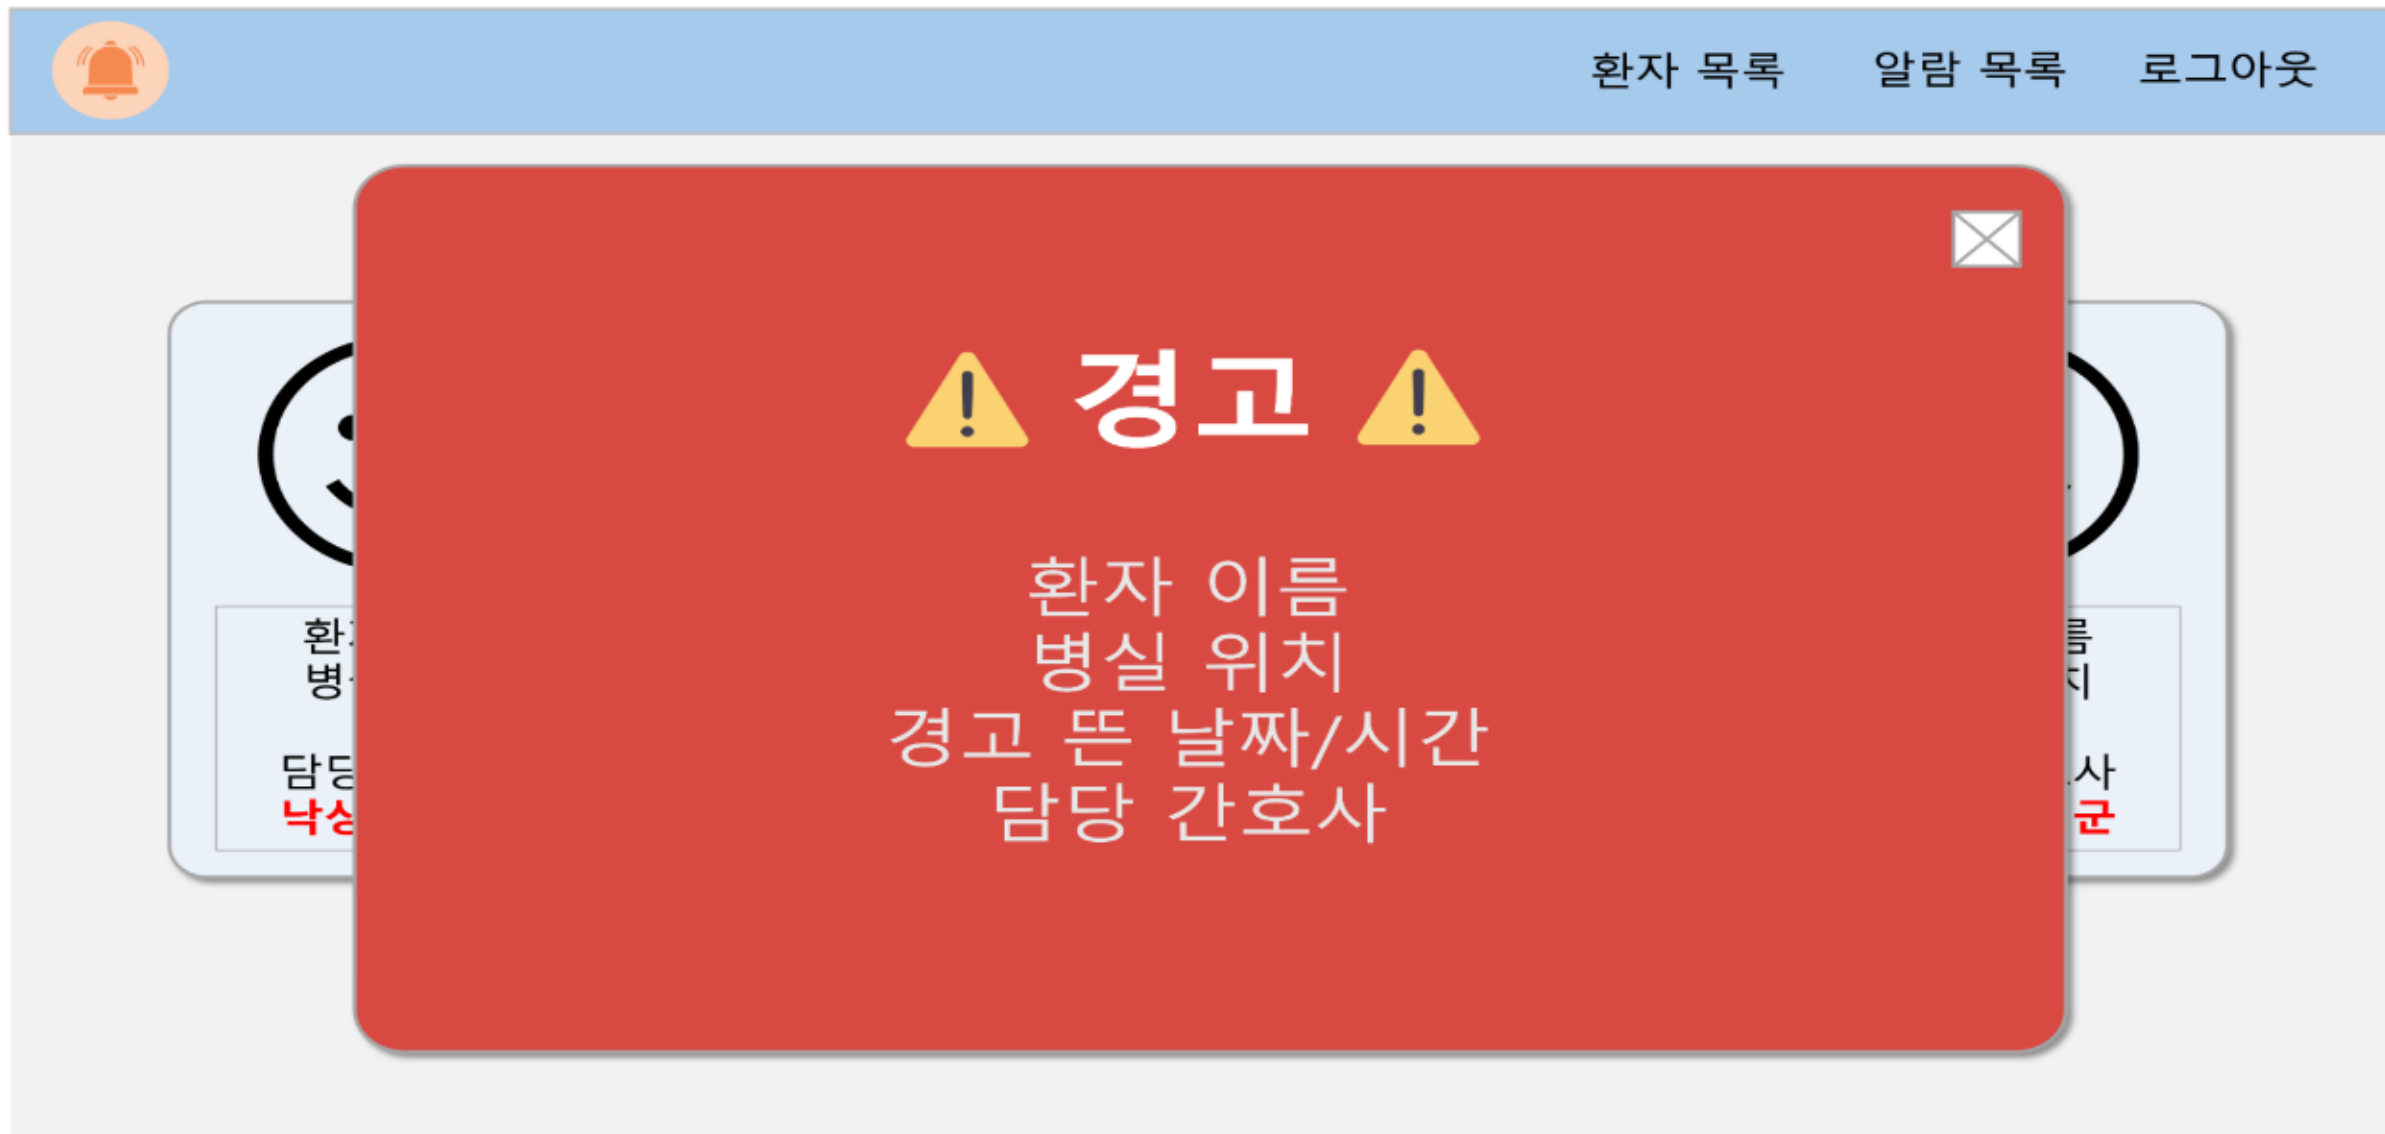 환자 목록 알람 목록 로그아웃
경고
환자 이름
병실 위치
경고 뜬 날짜/시간
담당 간호사